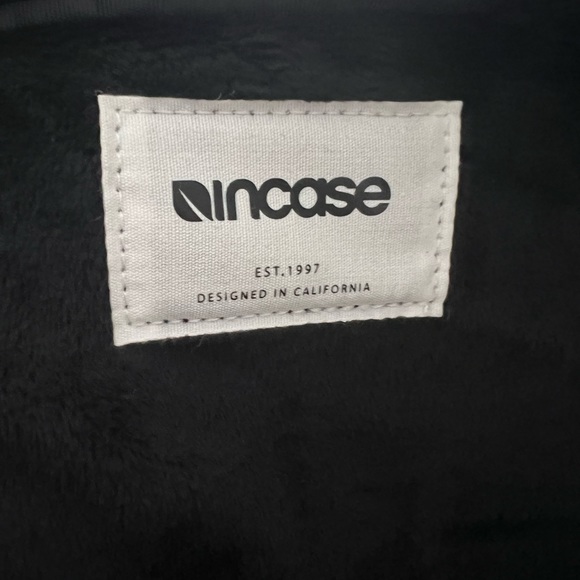 incase
EST.1997
DESIGNED IN CALIFORNIA